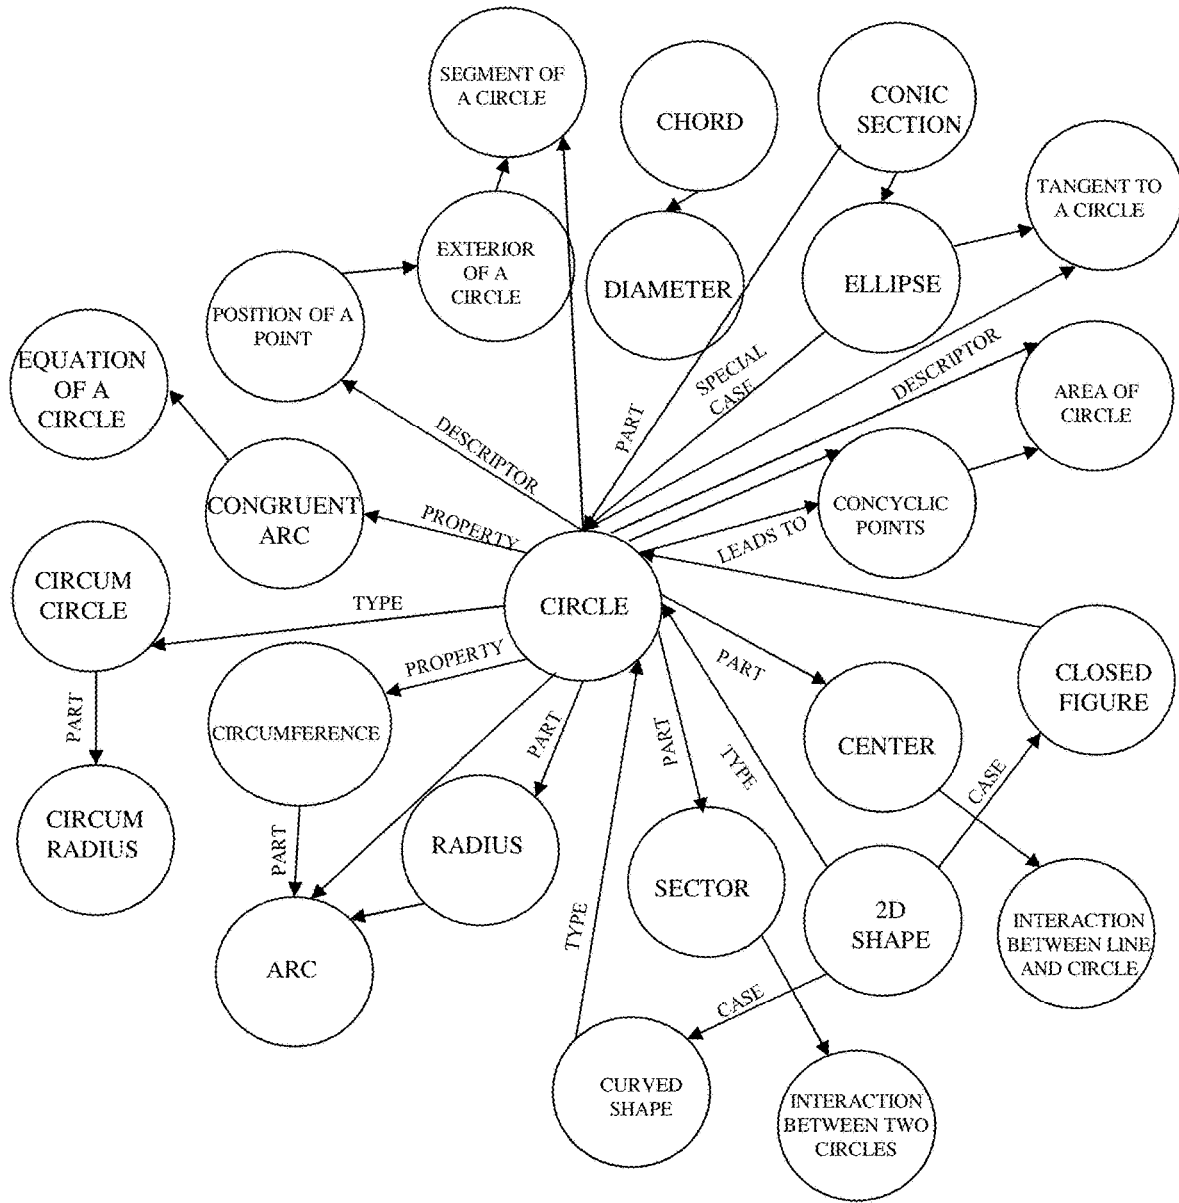 SEGMENT OF
A CIRCLE
CHORD
CONIC
SECTION
TANGENT TO
A CIRCLE
EXTERIOR
OF A
CIRCLE
DIAMETER
ELLIPSE
POSITION OF A
POINT
EQUATION
OF A
CIRCLE
SPECIAL
CASE
DESCRIPTOR
AREA OF
CIRCLE
PART
DESCRIPTOR
CONGRUENT
ARC
PROPERTY
LEADS TO
CONCYCLIC
POINTS
CIRCUM
CIRCLE
TYPE
CIRCLE
PROPERTY
PART
CLOSED
FIGURE
PART
CIRCUMFERENCE
PART
PART
TYPE
CENTER
CASE
CIRCUM
RADIUS
PART
RADIUS
SECTOR
2D
SHAPE
INTERACTION
BETWEEN LINE
AND CIRCLE
ARC
TYPE
CASE
CURVED
SHAPE
INTERACTION
BETWEEN TWO
CIRCLES